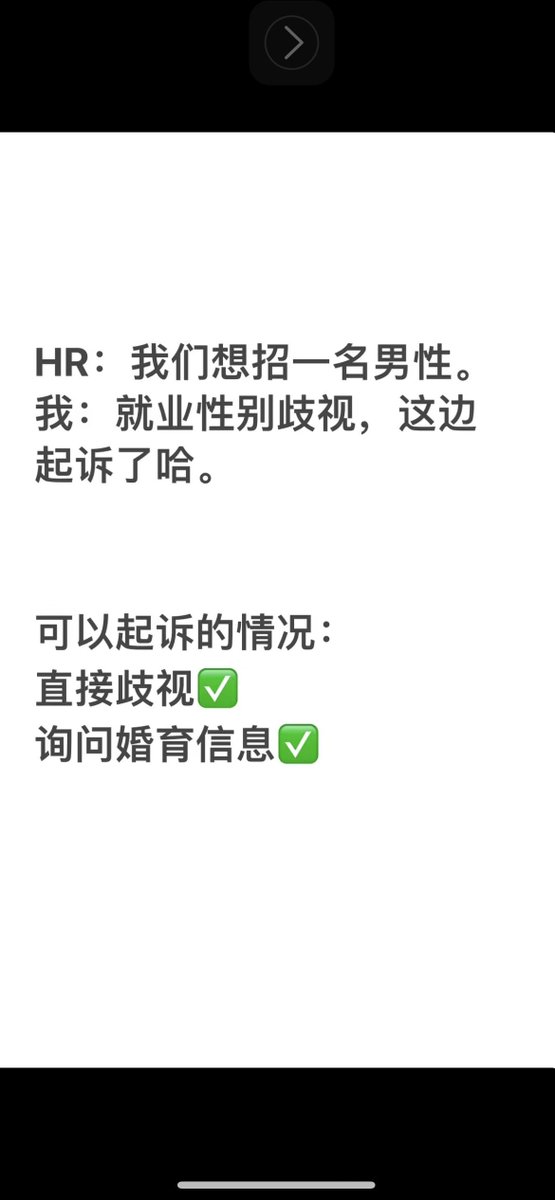 HR：我们想招一名男性。
我：就业性别歧视，这边
起诉了哈。
可以起诉的情况：
直接歧视✅
询问婚育信息✅